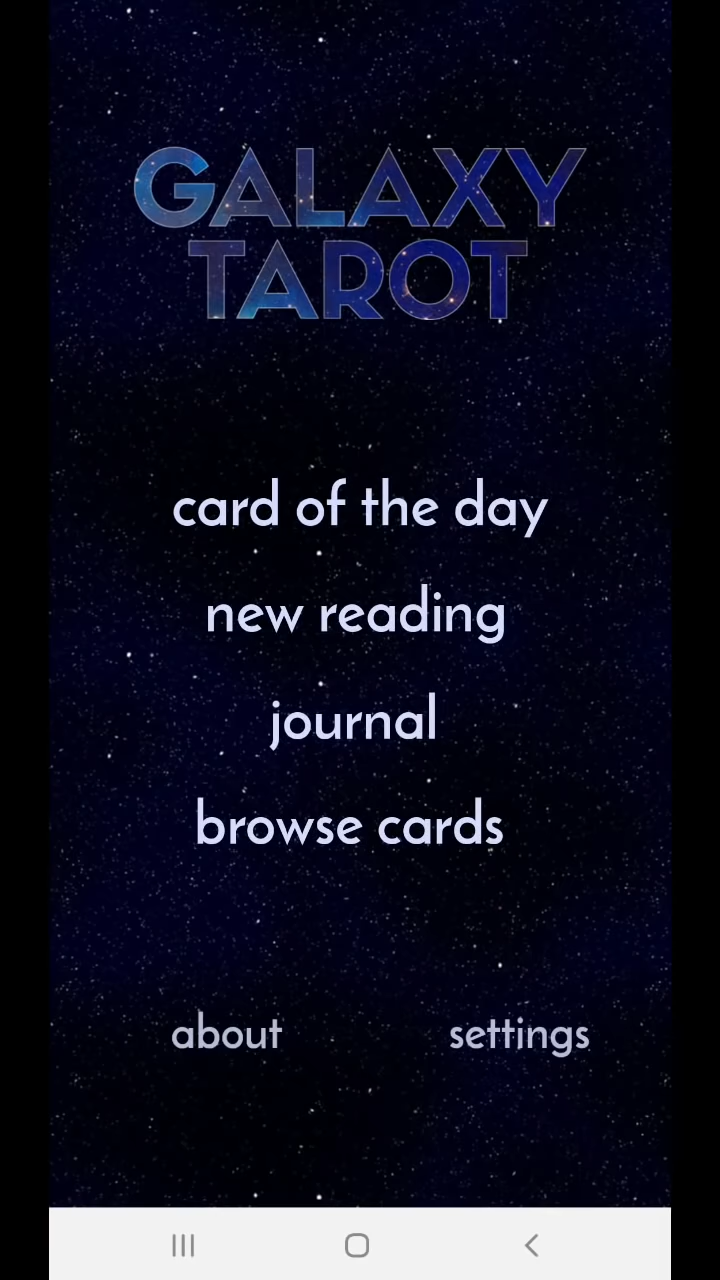 GALAXY
TAROT
card of the day
new reading
journal
browse cards
about settings